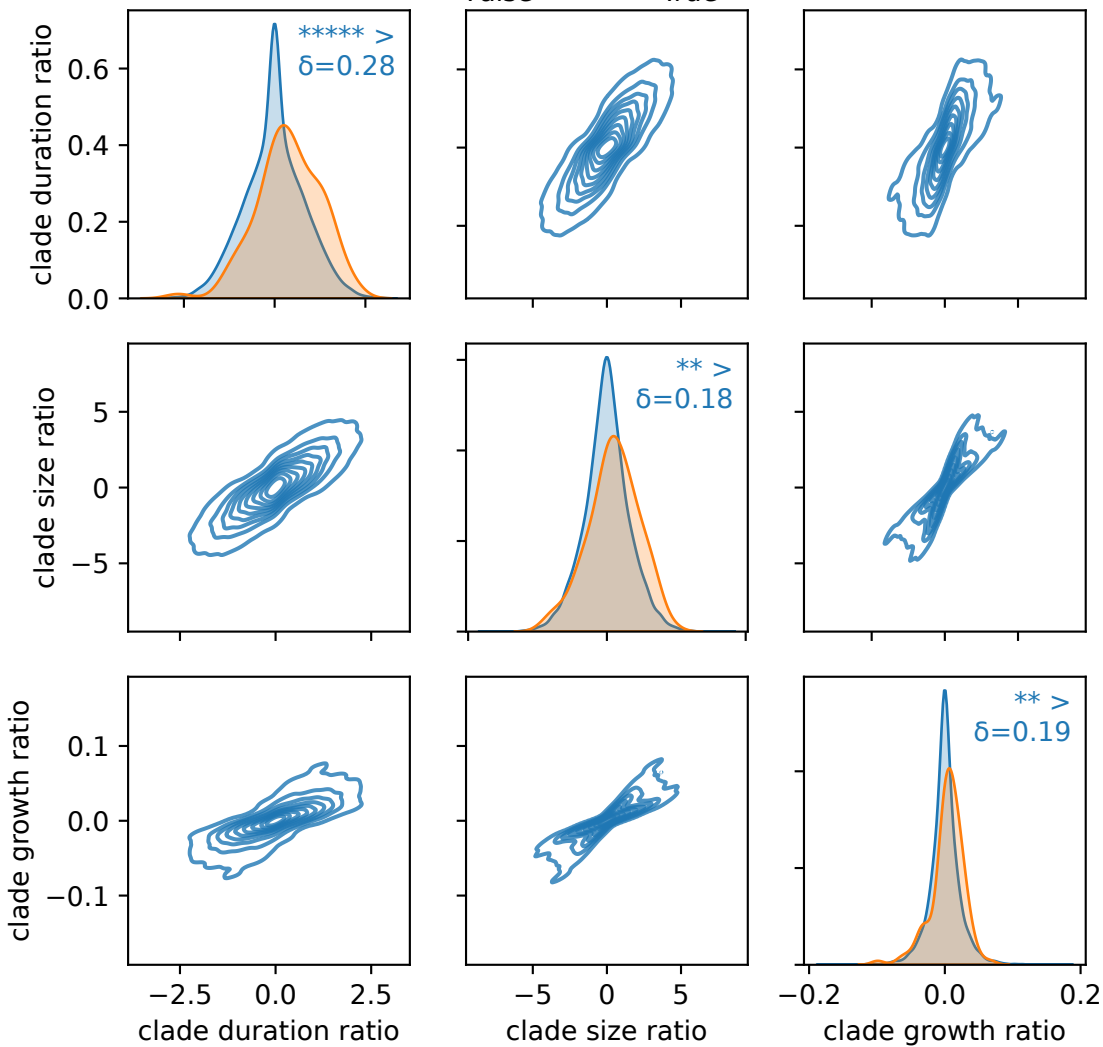 clade duration ratio
0.6
0.4
0.2
0.0
***** >
δ=0.28
clade size ratio
5
0
−5
** >
δ=0.18
clade growth ratio
0.1
0.0
−0.1
** >
δ=0.19
−2.5 0.0 2.5
−5 0 5
−0.2 0.0 0.2
clade duration ratio
clade size ratio
clade growth ratio